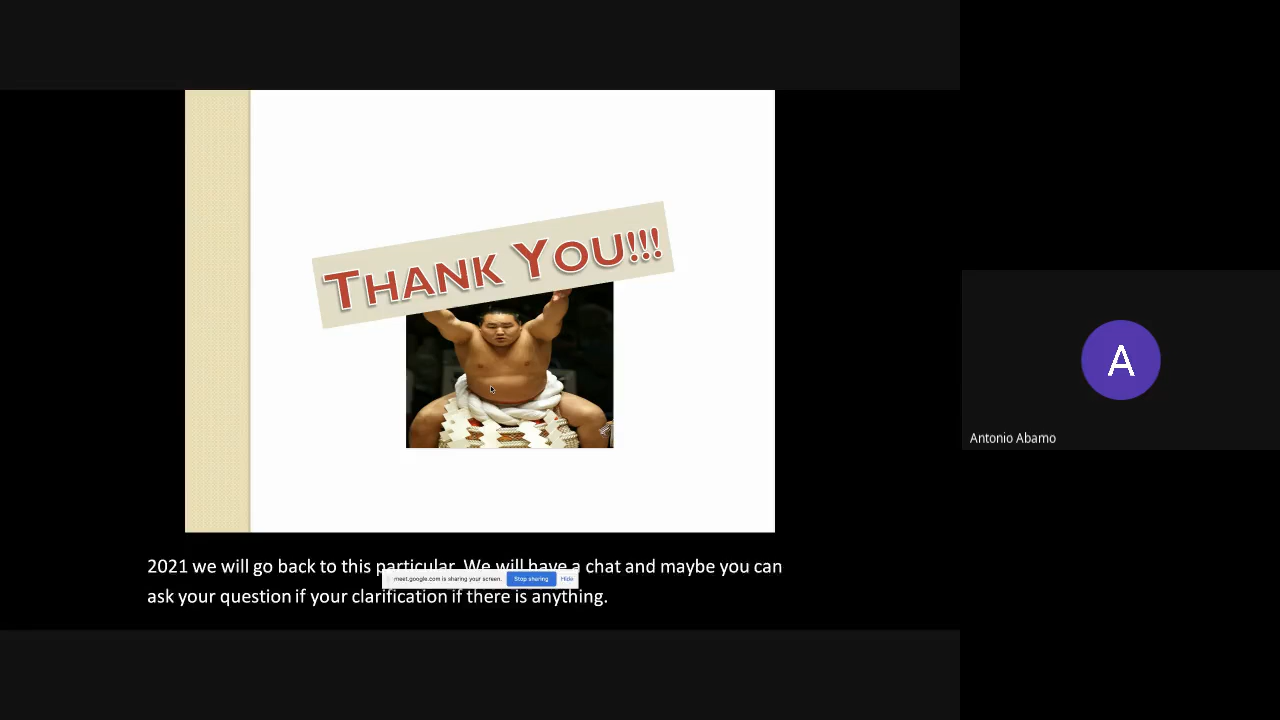 THANK YOU!!!
A
Antonio Abamo
2021 we will go back to this particular. We will have a chat and maybe you can
meet.google.com is sharing your screen. Stop sharing Hide
ask your question if your clarification if there is anything.